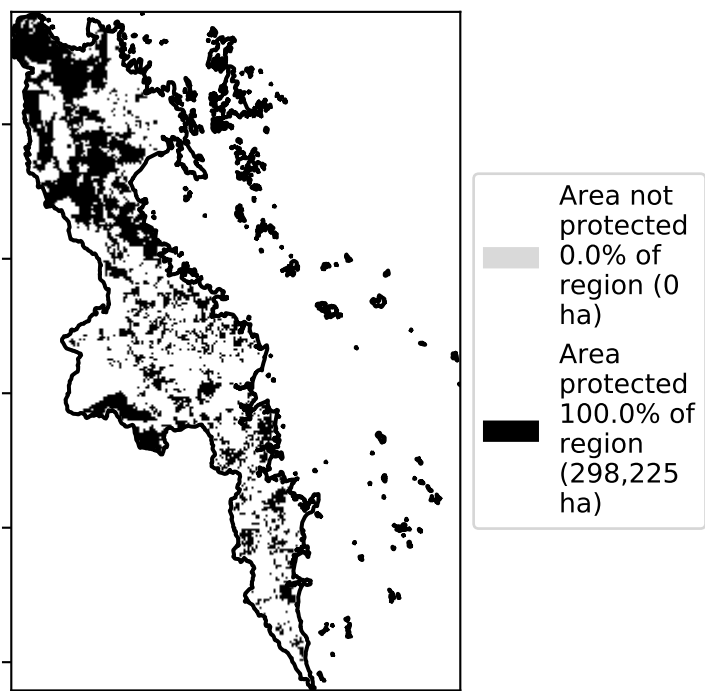 Area not
protected
0.0% of
region (0
ha)
Area
protected
100.0% of
region
(298,225
ha)